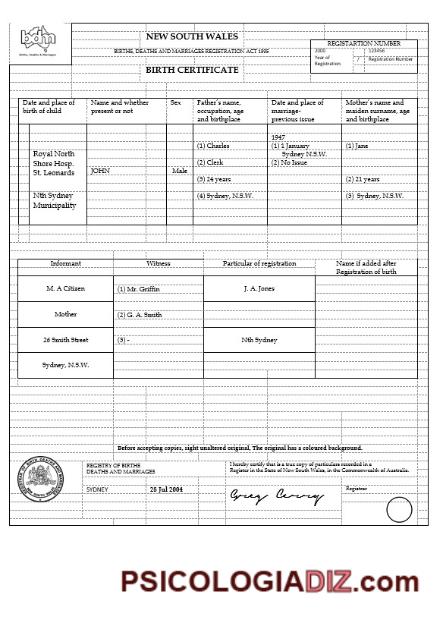 bdm
Births, Deaths & Marriages
NEW SOUTH WALES
BIRTHS, DEATHS AND MARRIAGES REGISTRATION ACT 1995
BIRTH CERTIFICATE
REGISTARTION NUMBER
2000
Year of
Registration
/
123456
Registration Number
Date and place of
birth of child
Name and whether
present or not
Sex
Father's name,
occupation, age
and birthplace
Date and place of
marriage-
previous issue
Mother's name and
maiden surname, age
and birthplace
Royal North
Shore Hosp.
St. Leonards
Nth Sydney
Municipality
JOHN
Male
(1) Charles
(2) Clerk
(3) 24 years
(4) Sydney, N.S.W.
1947
(1) 2 January
Sydney N.S.W.
(2) No Issue
(1) Jane
(2) 21 years
(3) Sydney, N.S.W.
Informant
Witness
Particular of registration
Name if added after
Registration of birth
M. A Citizen
(1) Mr. Griffin
J. A. Jones
Mother
(2) G. A. Smith
26 Smith Street
(3) -
Nth Sydney
Sydney, N.S.W.
Before accepting copies, sight unaltered original, The original has a coloured background.
REGISTRY OF BIRTHS
DEATHS AND MARRIAGES
I hereby certify that is a true copy of particulars recorded in a
Register in the State of New South Wales, in the Commonwealth of Australia.
SYDNEY
28 Jul 2004
Greg Curry
Registrar
PSICOLOGIADIZ.com